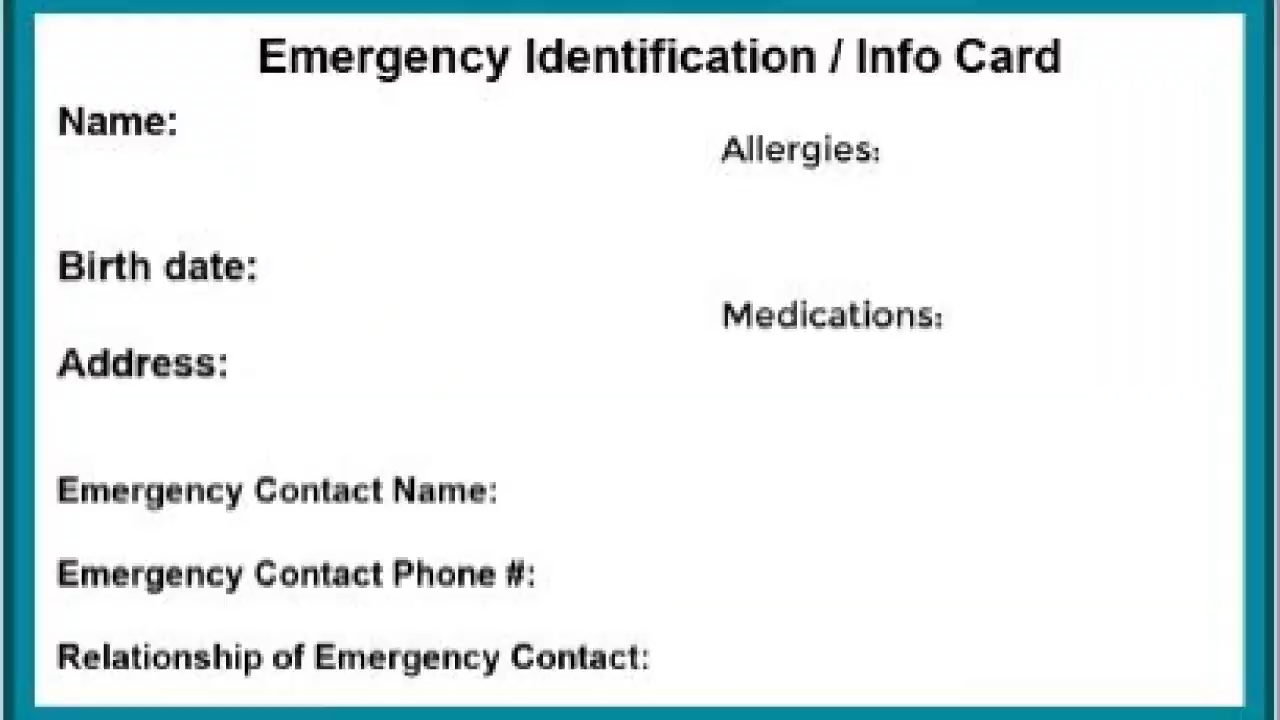 Emergency Identification / Info Card
Name:
Allergies:
Birth date:
Medications:
Address:
Emergency Contact Name:
Emergency Contact Phone #:
Relationship of Emergency Contact: